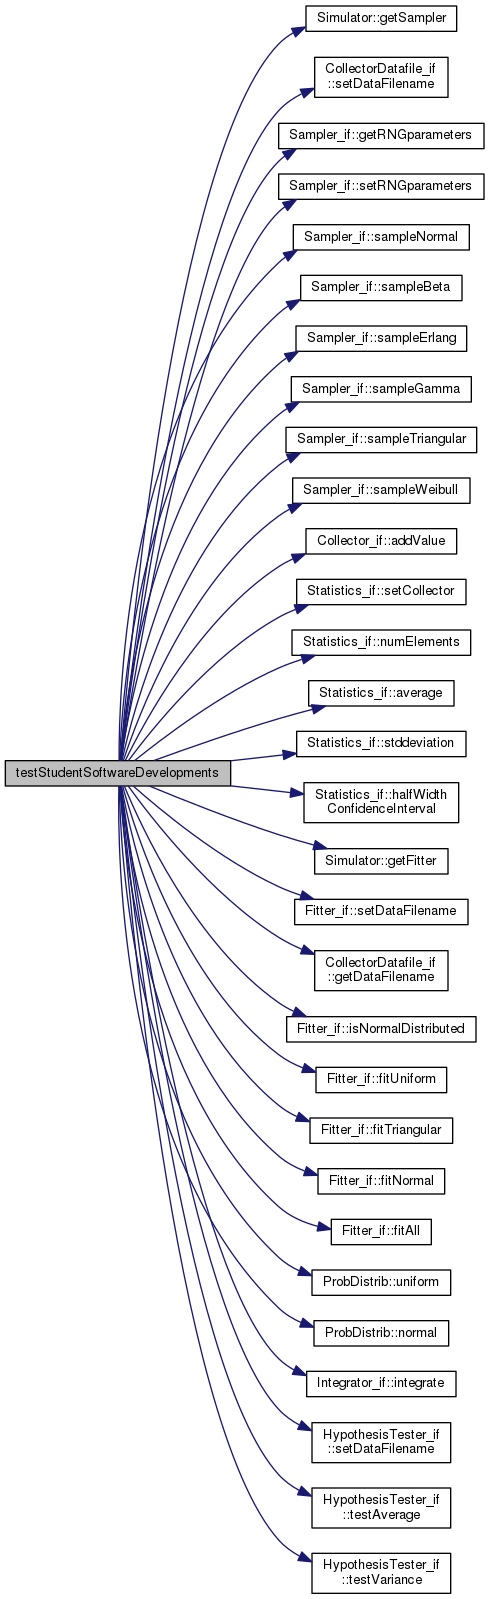 Simulator::getSampler
CollectorDatafile_if
::setDataFilename
Sampler_if::getRNGparameters
Sampler_if::setRNGparameters
Sampler_if::sampleNormal
Sampler_if::sampleBeta
Sampler_if::sampleErlang
Sampler_if::sampleGamma
Sampler_if::sampleTriangular
Sampler_if::sampleWeibull
Collector_if::addValue
Statistics_if::setCollector
Statistics_if::numElements
Statistics_if::average
Statistics_if::stddeviation
testStudentSoftwareDevelopments
Statistics_if::halfWidth
ConfidenceInterval
Simulator::getFitter
Fitter_if::setDataFilename
CollectorDatafile_if
::getDataFilename
Fitter_if::isNormalDistributed
Fitter_if::fitUniform
Fitter_if::fitTriangular
Fitter_if::fitNormal
Fitter_if::fitAll
ProbDistrib::uniform
ProbDistrib::normal
Integrator_if::integrate
HypothesisTester_if
::setDataFilename
HypothesisTester_if
::testAverage
HypothesisTester_if
::testVariance